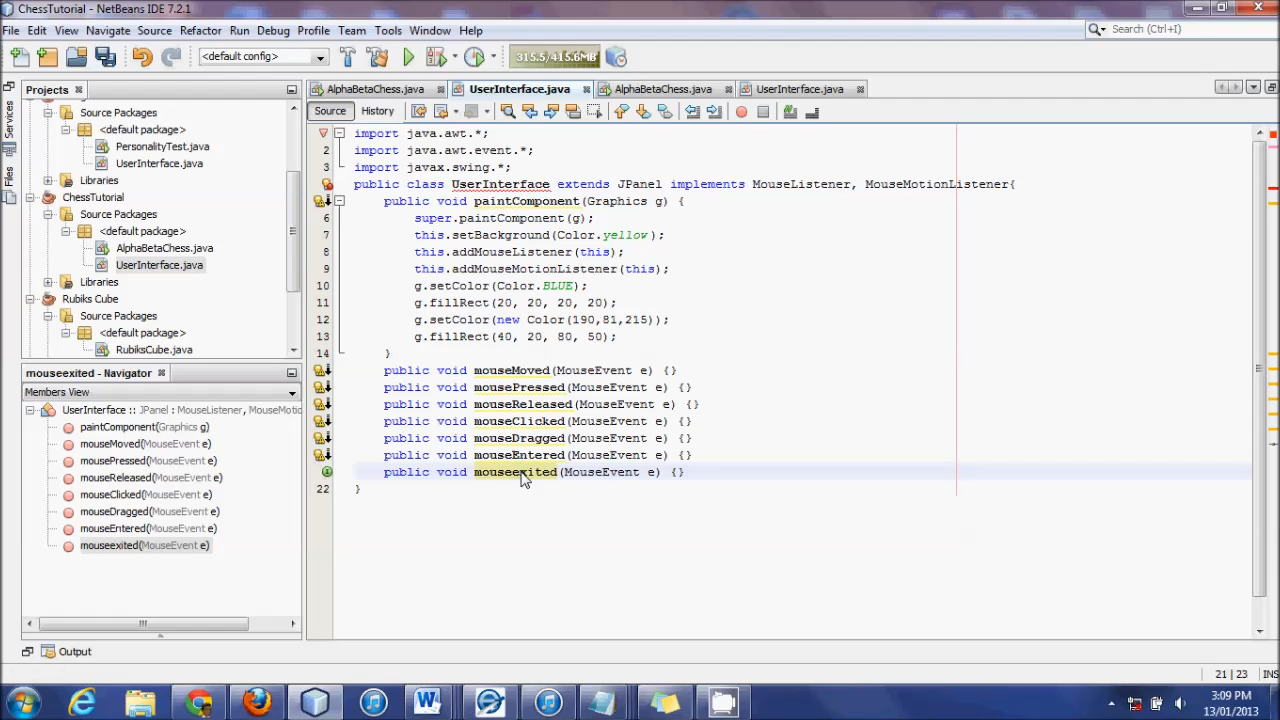 ChessTutorial - NetBeans IDE 7.2.1
File Edit View Navigate Source Refactor Run Debug Profile Team Tools Window Help
Search (Ctrl+I)
<default config>
315.5/415.6MB
Projects
AlphaBetaChess.java UserInterface.java AlphaBetaChess.java UserInterface.java
Source History
Services
Files
Source Packages
<default package>
PersonalityTest.java
UserInterface.java
Libraries
ChessTutorial
Source Packages
<default package>
AlphaBetaChess.java
UserInterface.java
Libraries
Rubiks Cube
Source Packages
<default package>
RubiksCube.java
mouseexited - Navigator
Members View
UserInterface :: JPanel : MouseListener, MouseMotio
paintComponent(Graphics g)
mouseMoved(MouseEvent e)
mousePressed(MouseEvent e)
mouseReleased(MouseEvent e)
mouseClicked(MouseEvent e)
mouseDragged(MouseEvent e)
mouseEntered(MouseEvent e)
mouseexited(MouseEvent e)
import java.awt.*;
2 import java.awt.event.*;
3 import javax.swing.*;
public class UserInterface extends JPanel implements MouseListener, MouseMotionListener{
public void paintComponent(Graphics g) {
6 super.paintComponent(g);
7 this.setBackground(Color.yellow);
8 this.addMouseListener(this);
9 this.addMouseMotionListener(this);
10 g.setColor(Color.BLUE);
11 g.fillRect(20, 20, 20, 20);
12 g.setColor(new Color(190,81,215));
13 g.fillRect(40, 20, 80, 50);
14 }
public void mouseMoved(MouseEvent e) {}
public void mousePressed(MouseEvent e) {}
public void mouseReleased(MouseEvent e) {}
public void mouseClicked(MouseEvent e) {}
public void mouseDragged(MouseEvent e) {}
public void mouseEntered(MouseEvent e) {}
public void mouseexited(MouseEvent e) {}
22 }
Output
21 | 23 INS
3:09 PM
13/01/2013